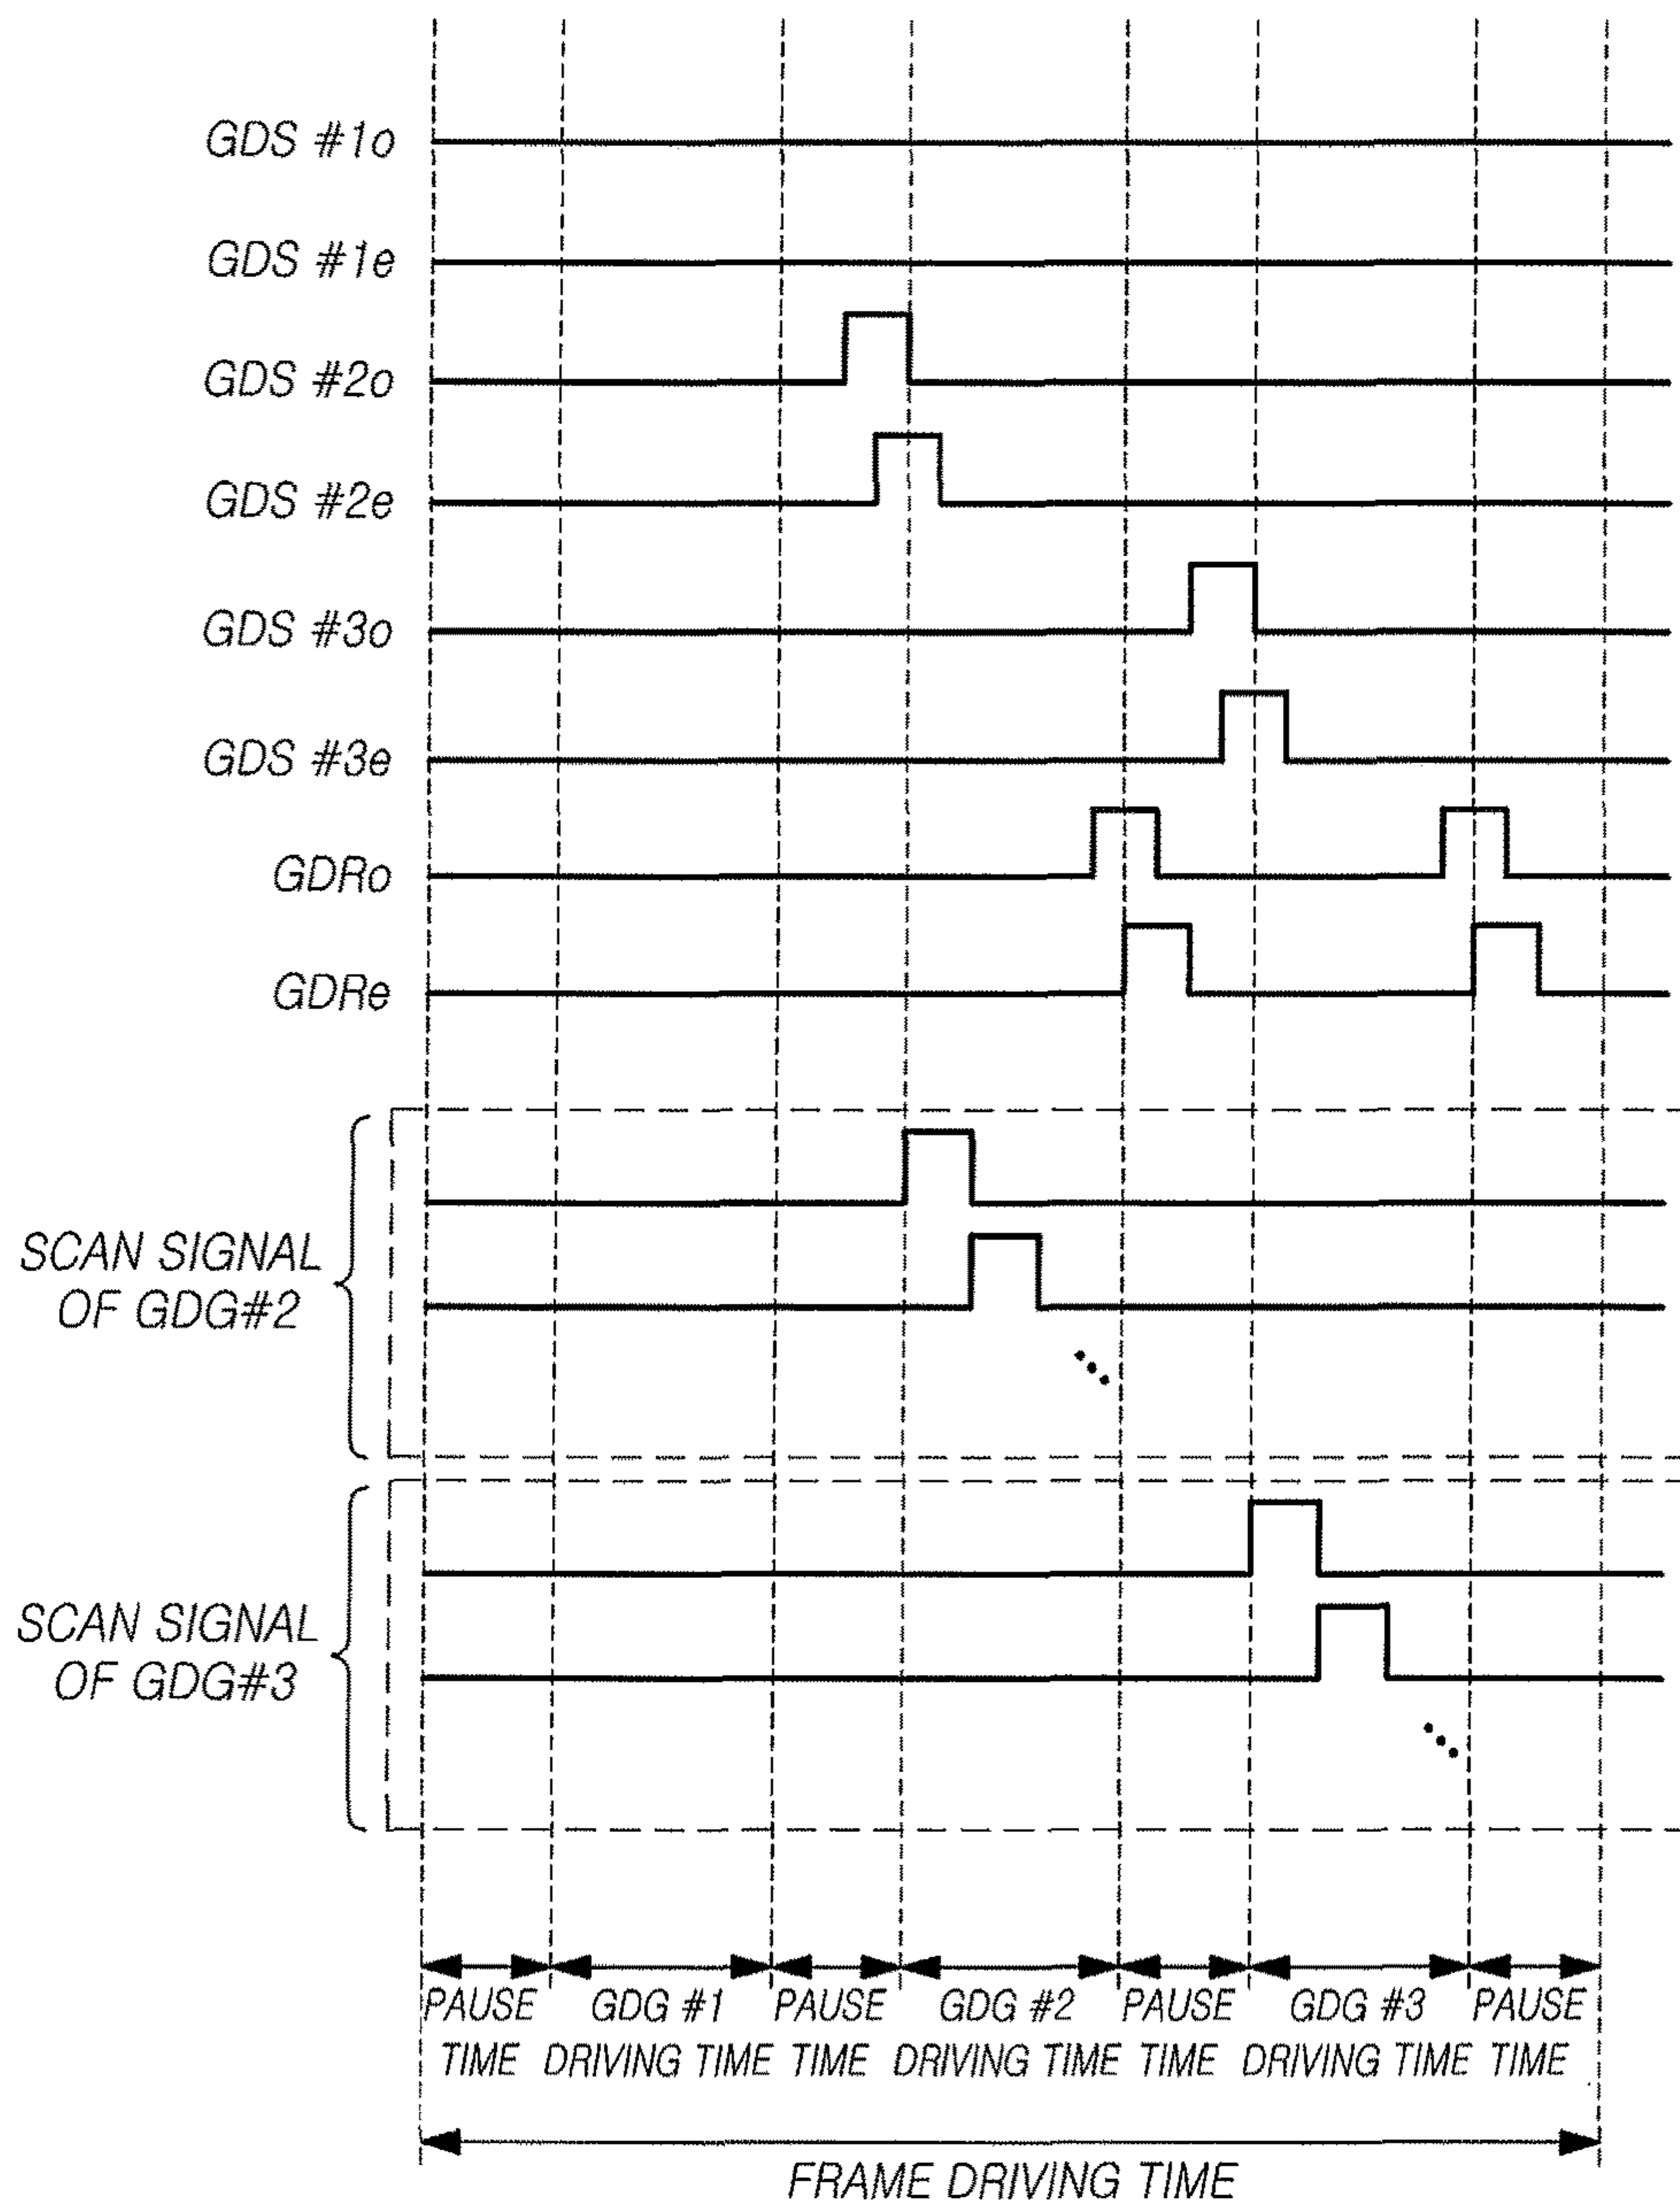 GDS #1o
GDS #1e
GDS #2o
GDS #2e
GDS #3o
GDS #3e
GDRo
GDRe
SCAN SIGNAL
OF GDG#2
SCAN SIGNAL
OF GDG#3
PAUSE GDG #1 PAUSE GDG #2 PAUSE GDG #3 PAUSE
TIME DRIVING TIME TIME DRIVING TIME TIME DRIVING TIME TIME
FRAME DRIVING TIME